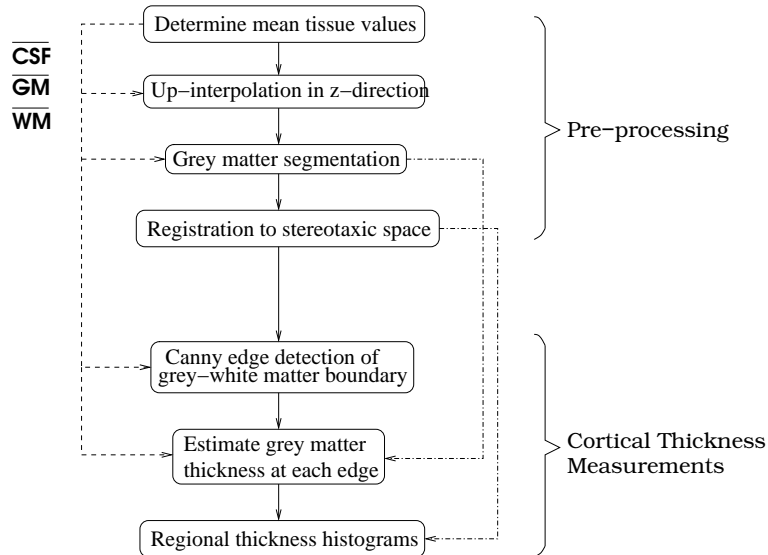 Determine mean tissue values
CSF
GM
WM
Up−interpolation in z−direction
Pre−processing
Grey matter segmentation
Registration to stereotaxic space
Canny edge detection of
grey−white matter boundary
Estimate grey matter
thickness at each edge
Cortical Thickness
Measurements
Regional thickness histograms